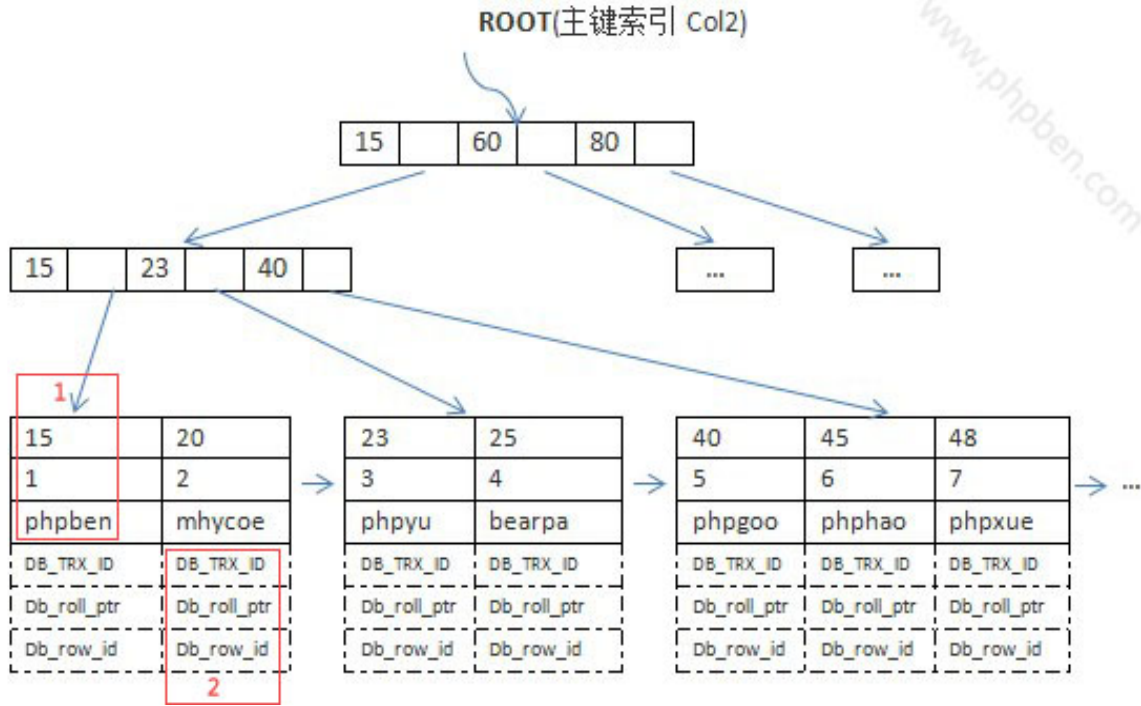 www.phpben.com
ROOT(主键索引 Col2)
15 60 80
15 23 40
... ...
1
15 20 23 25 40 45 48
1 2 3 4 5 6 7 ...
phpben mhycoe phpyu bearpa phpgoo phphao phpxue
DB_TRX_ID DB_TRX_ID DB_TRX_ID DB_TRX_ID DB_TRX_ID DB_TRX_ID DB_TRX_ID
Db_roll_ptr Db_roll_ptr Db_roll_ptr Db_roll_ptr Db_roll_ptr Db_roll_ptr Db_roll_ptr
Db_row_id Db_row_id Db_row_id Db_row_id Db_row_id Db_row_id Db_row_id
2